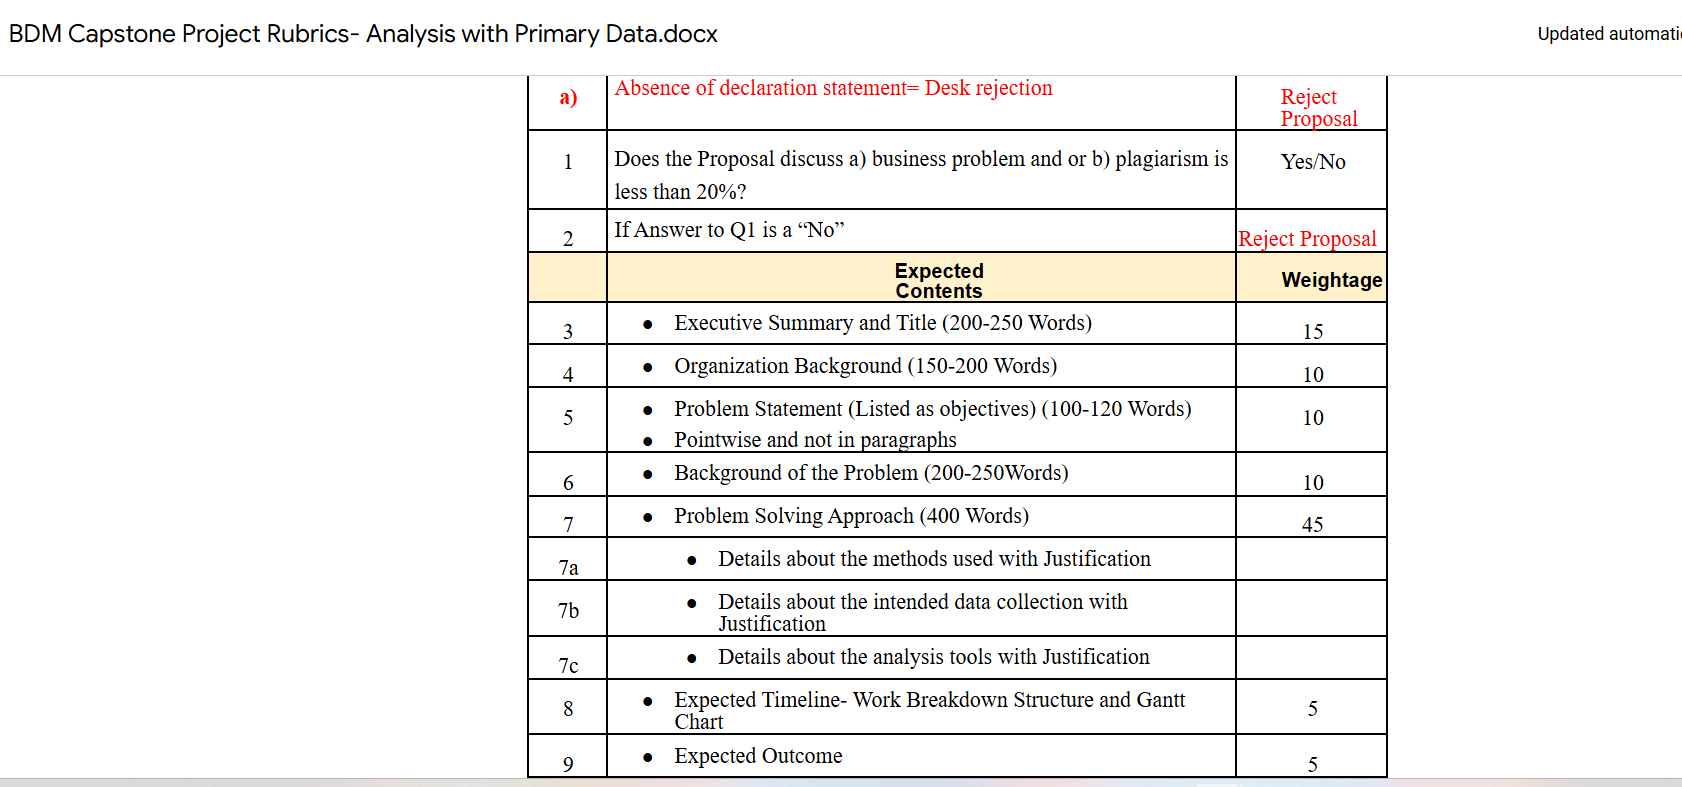 BDM Capstone Project Rubrics- Analysis with Primary Data.docx
Updated automati
a)
Absence of declaration statement= Desk rejection
Reject
Proposal
1
Does the Proposal discuss a) business problem and or b) plagiarism is
less than 20%?
Yes/No
2
If Answer to Q1 is a “No”
Reject Proposal
Expected
Contents
Weightage
3
● Executive Summary and Title (200-250 Words)
15
4
● Organization Background (150-200 Words)
10
5
● Problem Statement (Listed as objectives) (100-120 Words)
● Pointwise and not in paragraphs
10
6
● Background of the Problem (200-250Words)
10
7
● Problem Solving Approach (400 Words)
45
7a
● Details about the methods used with Justification
7b
● Details about the intended data collection with
Justification
7c
● Details about the analysis tools with Justification
8
● Expected Timeline- Work Breakdown Structure and Gantt
Chart
5
9
● Expected Outcome
5